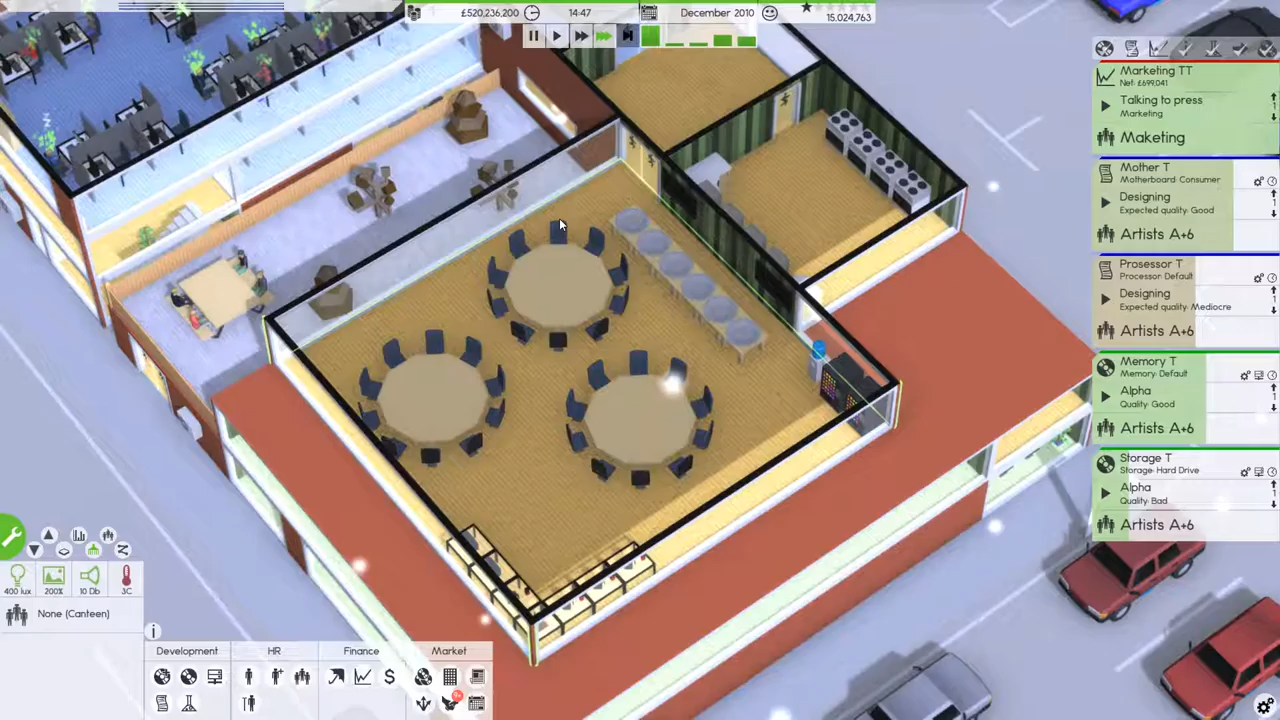 £520,236,200
14:47
December 2010
15,024,763
Marketing TT
Net: £699,041
Talking to press
Marketing
Maketing
Mother T
Motherboard: Consumer
Designing
Expected quality: Good
Artists A+6
Prosessor T
Processor: Default
Designing
Expected quality: Mediocre
Artists A+6
Memory T
Memory: Default
Alpha
Quality: Good
Artists A+6
Storage T
Storage: Hard Drive
Alpha
Quality: Bad
Artists A+6
400 lux 200% 10 Db 3C
None (Canteen)
Development HR Finance Market
9+